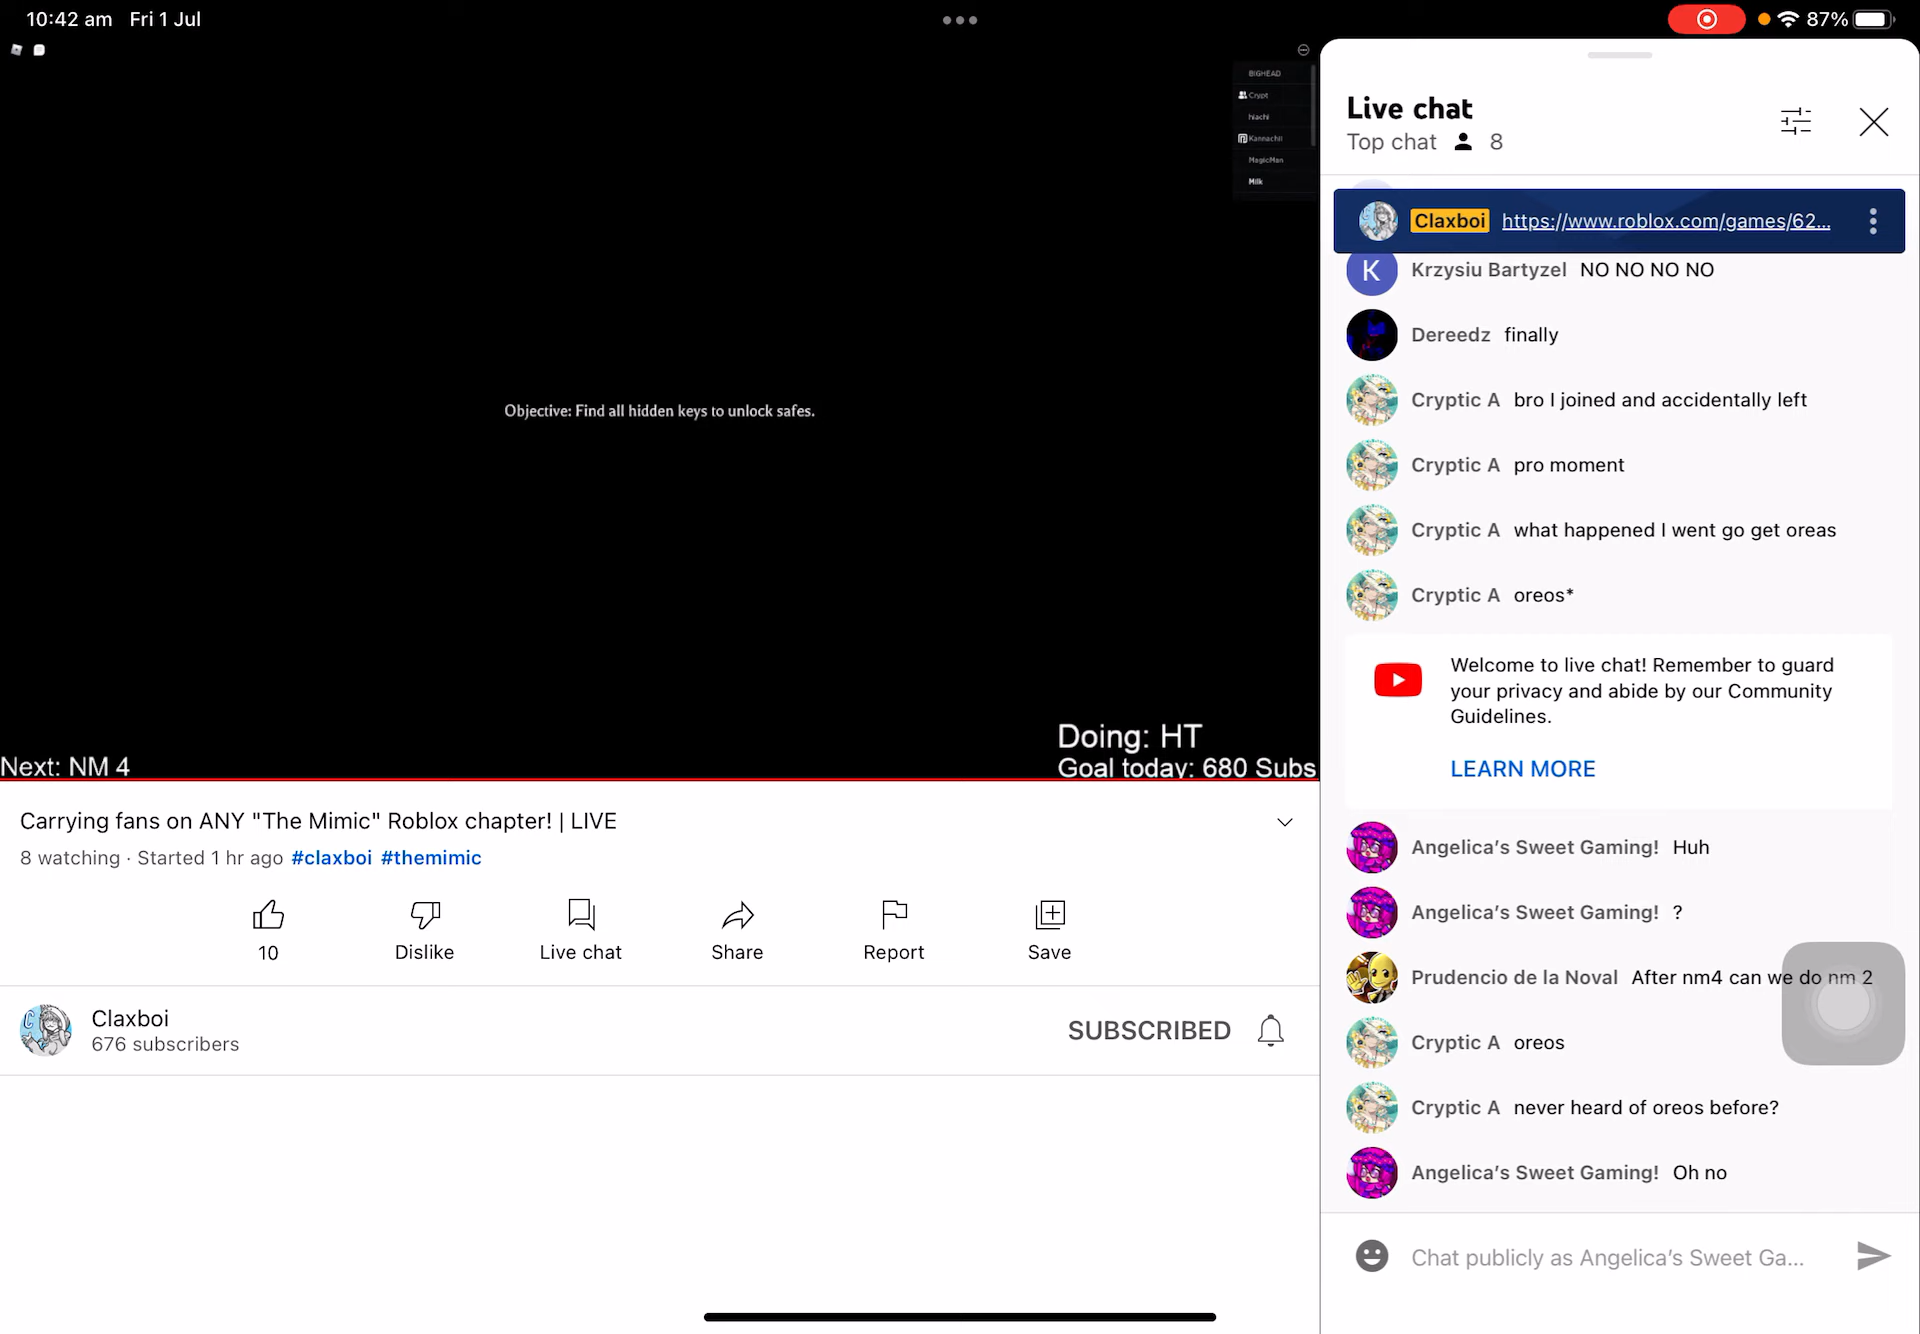 10:42 am Fri 1 Jul
87%
BIGHEAD
Crypt
hiachi
Kannachii
MagicMan
Milk
Objective: Find all hidden keys to unlock safes.
Next: NM 4
Doing: HT
Goal today: 680 Subs
Carrying fans on ANY "The Mimic" Roblox chapter! | LIVE
8 watching · Started 1 hr ago #claxboi #themimic
10
Dislike
Live chat
Share
Report
Save
Claxboi
676 subscribers
SUBSCRIBED
Live chat
Top chat 8
Claxboi https://www.roblox.com/games/62...
K
Krzysiu Bartyzel NO NO NO NO
Dereedz finally
Cryptic A bro I joined and accidentally left
Cryptic A pro moment
Cryptic A what happened I went go get oreas
Cryptic A oreos*
Welcome to live chat! Remember to guard
your privacy and abide by our Community
Guidelines.
LEARN MORE
Angelica's Sweet Gaming! Huh
Angelica's Sweet Gaming! ?
Prudencio de la Noval After nm4 can we do nm 2
Cryptic A oreos
Cryptic A never heard of oreos before?
Angelica's Sweet Gaming! Oh no
Chat publicly as Angelica's Sweet Ga...